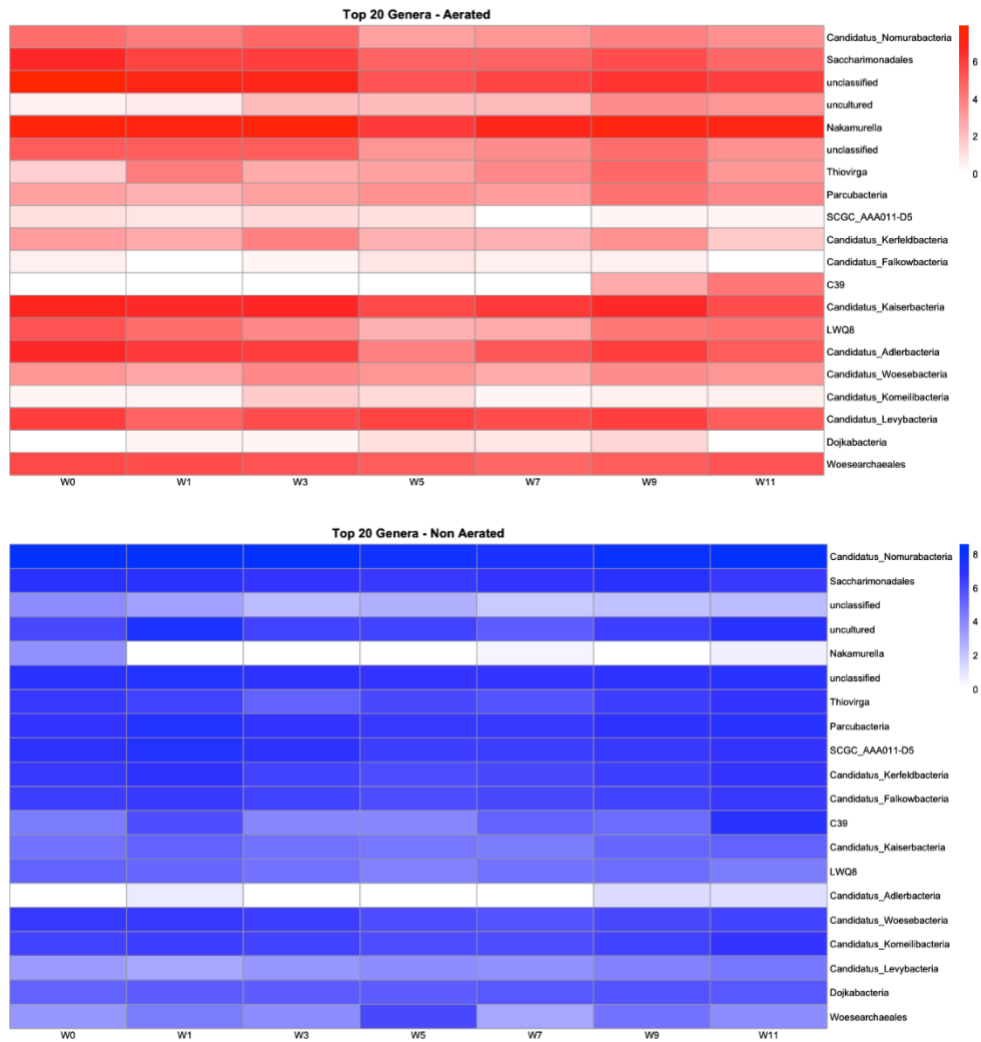 Top 20 Genera - Aerated
Candidatus_Nomurabacteria
Saccharimonadales
unclassified
uncultured
Nakamurella
unclassified
Thiovirga
Parcubacteria
SCGC_AAA011-D5
Candidatus_Kerfeldbacteria
Candidatus_Falkowbacteria
C39
Candidatus_Kaiserbacteria
LWQ8
Candidatus_Adlerbacteria
Candidatus_Woesebacteria
Candidatus_Komeilibacteria
Candidatus_Levybacteria
Dojkabacteria
Woesearchaeales
W0 W1 W3 W5 W7 W9 W11
6
4
2
0
Top 20 Genera - Non Aerated
Candidatus_Nomurabacteria
Saccharimonadales
unclassified
uncultured
Nakamurella
unclassified
Thiovirga
Parcubacteria
SCGC_AAA011-D5
Candidatus_Kerfeldbacteria
Candidatus_Falkowbacteria
C39
Candidatus_Kaiserbacteria
LWQ8
Candidatus_Adlerbacteria
Candidatus_Woesebacteria
Candidatus_Komeilibacteria
Candidatus_Levybacteria
Dojkabacteria
Woesearchaeales
W0 W1 W3 W5 W7 W9 W11
8
6
4
2
0